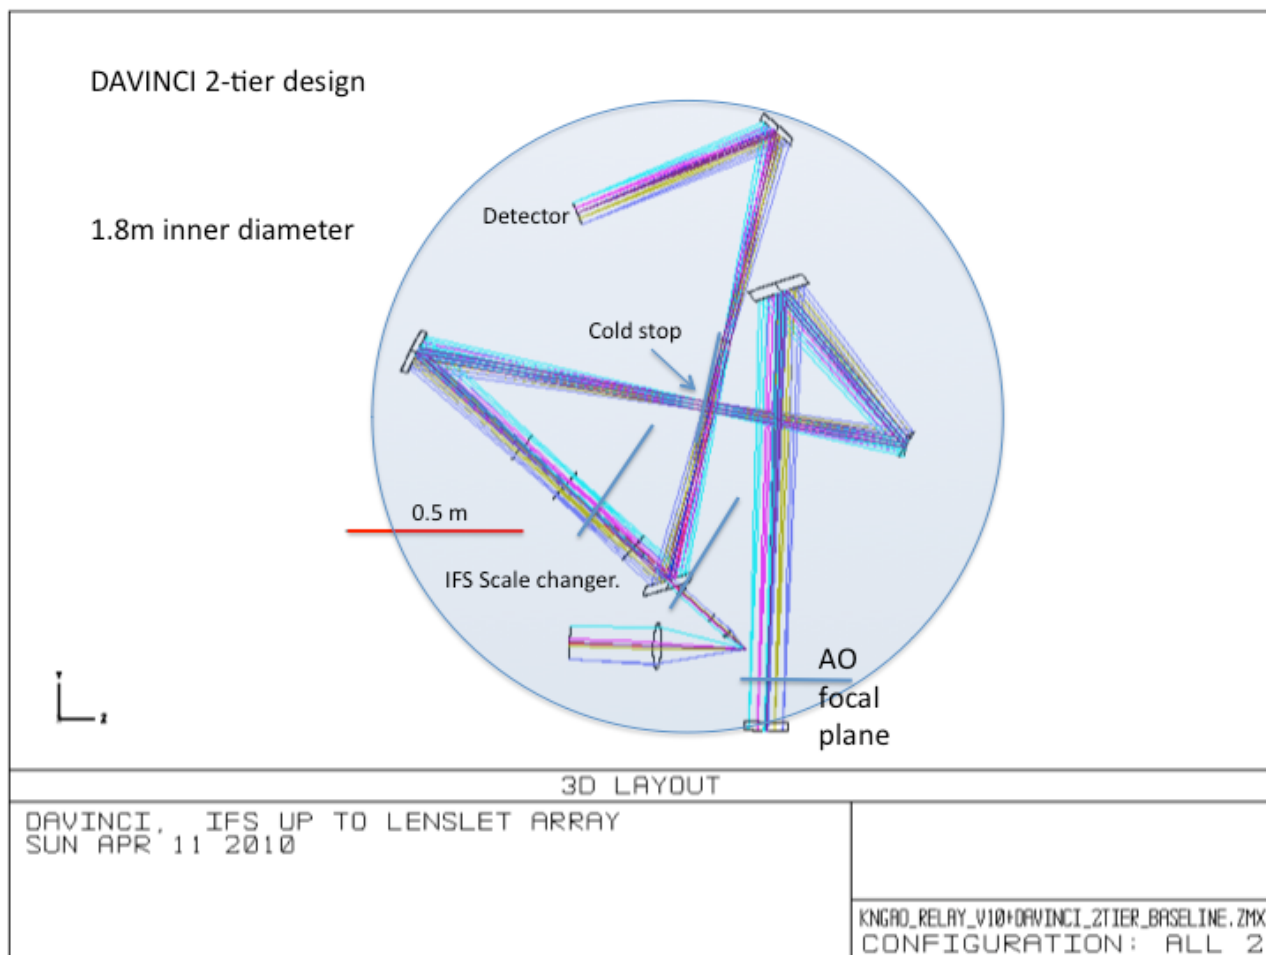 DAVINCI 2-tier design
1.8m inner diameter
Detector
Cold stop
0.5 m
IFS Scale changer.
AO
focal
plane
Y
Z
3D LAYOUT
DAVINCI, IFS UP TO LENSLET ARRAY
SUN APR 11 2010
KNGAO_RELAY_V10+DAVINCI_2TIER_BASELINE.ZMX
CONFIGURATION: ALL 2